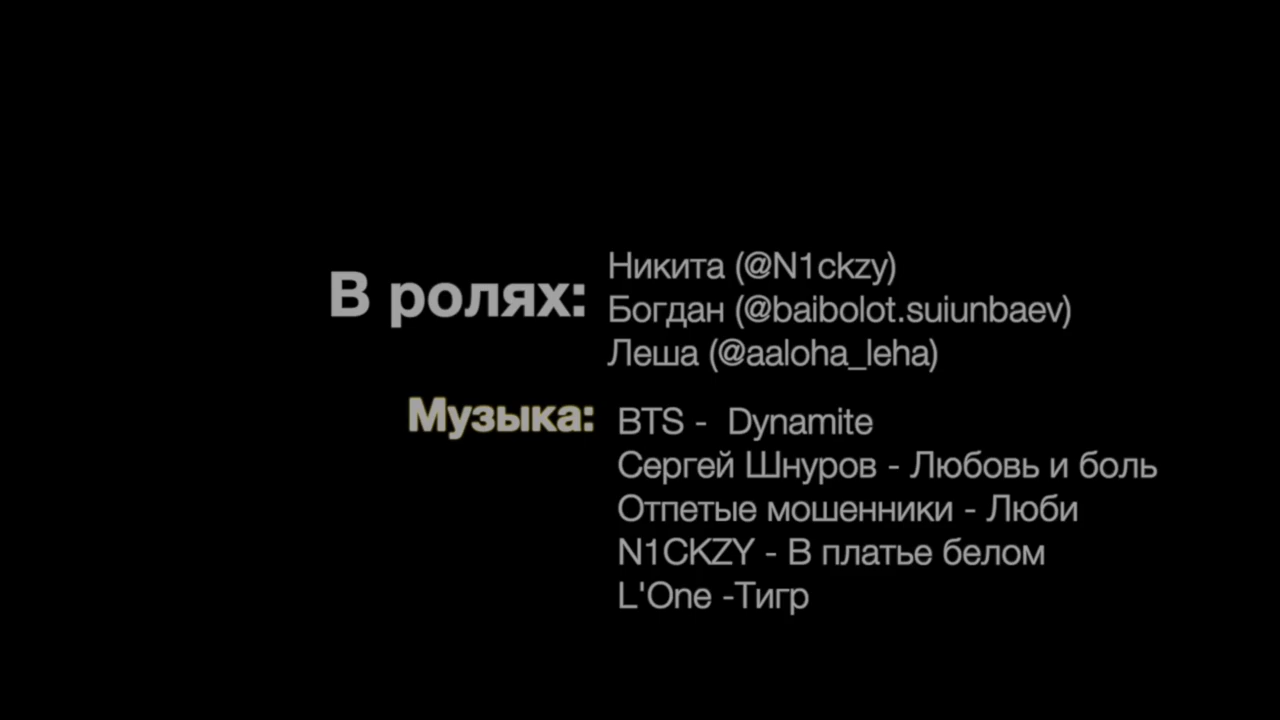 В ролях:
Никита (@N1ckzy)
Богдан (@baibolot.suiunbaev)
Леша (@aaloha_leha)
Музыка:
BTS -  Dynamite
Сергей Шнуров - Любовь и боль
Отпетые мошенники - Люби
N1CKZY - В платье белом
L'One -Тигр